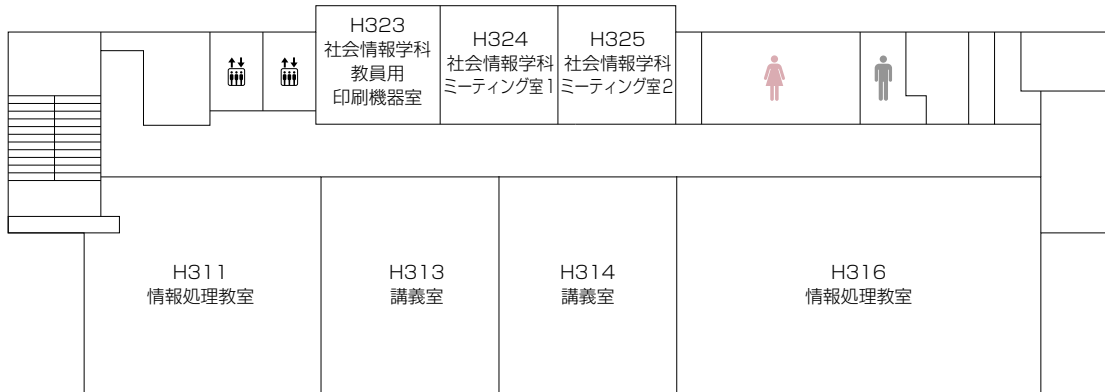 H323
社会情報学科
教員用
印刷機器室
H324
社会情報学科
ミーティング室1
H325
社会情報学科
ミーティング室2
H311
情報処理教室
H313
講義室
H314
講義室
H316
情報処理教室